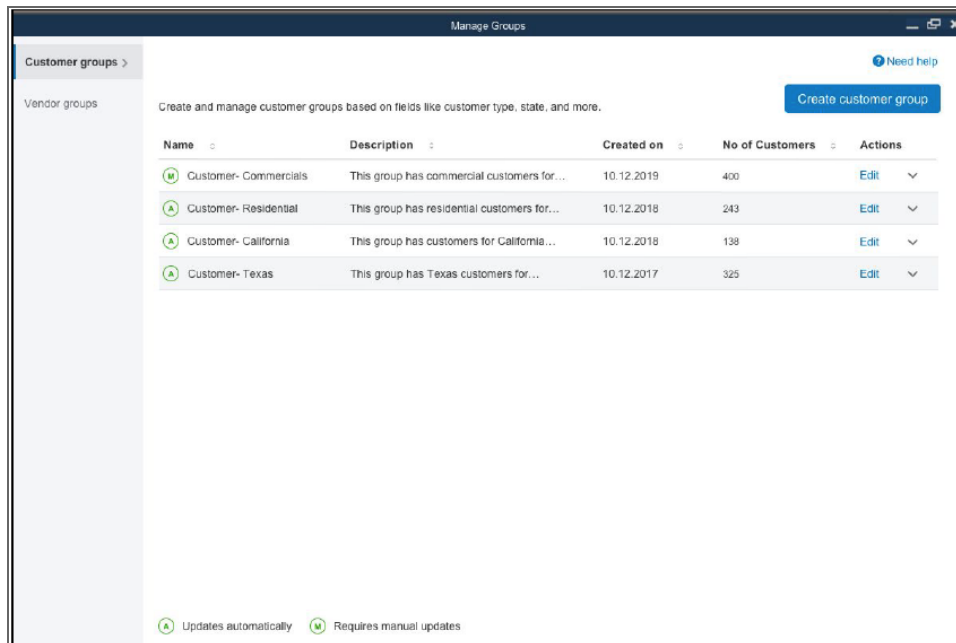 Manage Groups
Customer groups >
Need help
Vendor groups
Create and manage customer groups based on fields like customer type, state, and more.
Create customer group
Name Description Created on No of Customers Actions
M Customer- Commercials This group has commercial customers for... 10.12.2019 400 Edit
A Customer- Residential This group has residential customers for... 10.12.2018 243 Edit
A Customer- California This group has customers for California... 10.12.2018 138 Edit
A Customer- Texas This group has Texas customers for... 10.12.2017 325 Edit
A Updates automatically M Requires manual updates